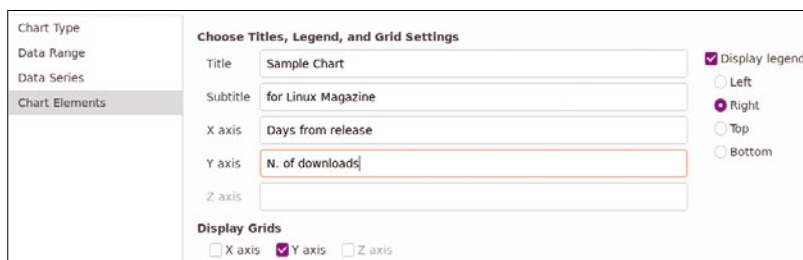 Chart Type
Data Range
Data Series
Chart Elements
Choose Titles, Legend, and Grid Settings
Title Sample Chart
Subtitle for Linux Magazine
X axis Days from release
Y axis N. of downloads
Z axis
Display legend
Left
Right
Top
Bottom
Display Grids
X axis Y axis Z axis